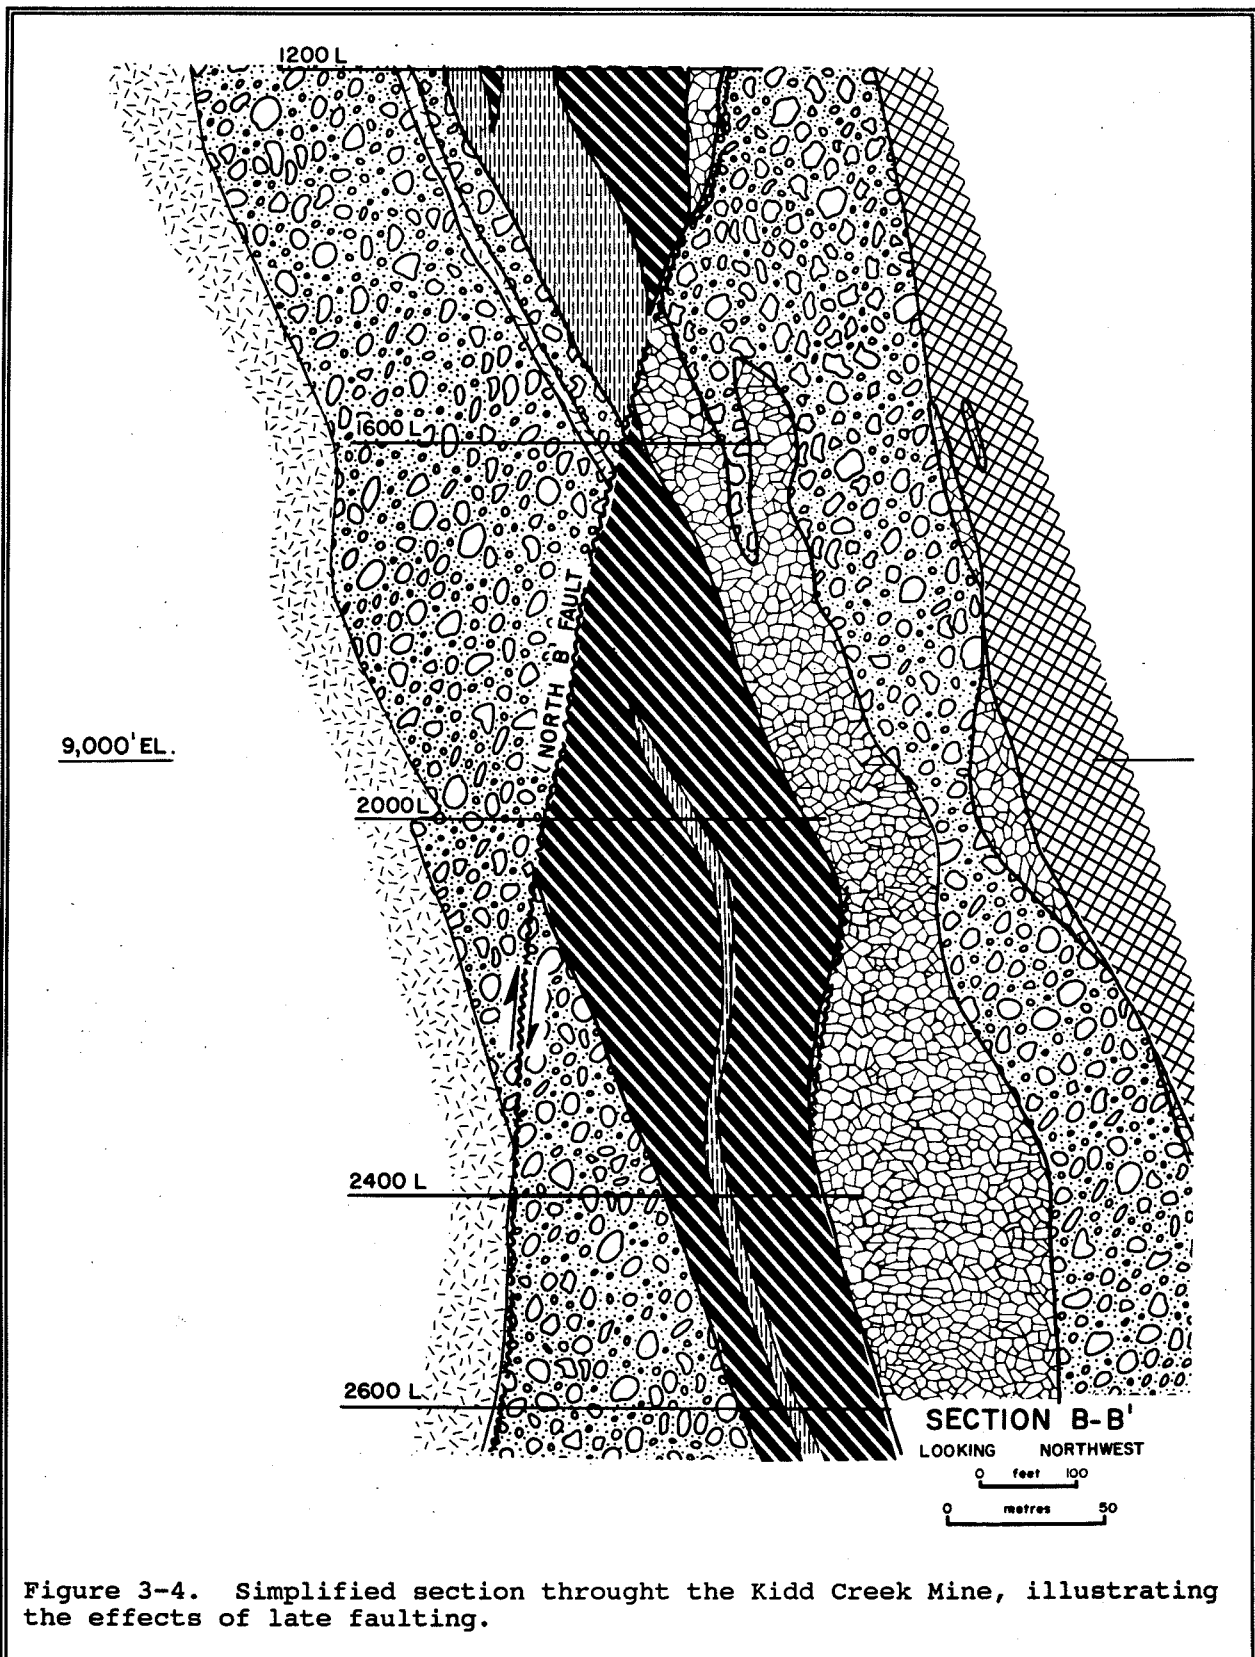 1200 L
1600 L
NORTH B FAULT
9,000' EL.
2000L
2400 L
2600 L
SECTION B-B'
LOOKING NORTHWEST
0 feet 100
0 metres 50
Figure 3-4. Simplified section throught the Kidd Creek Mine, illustrating
the effects of late faulting.